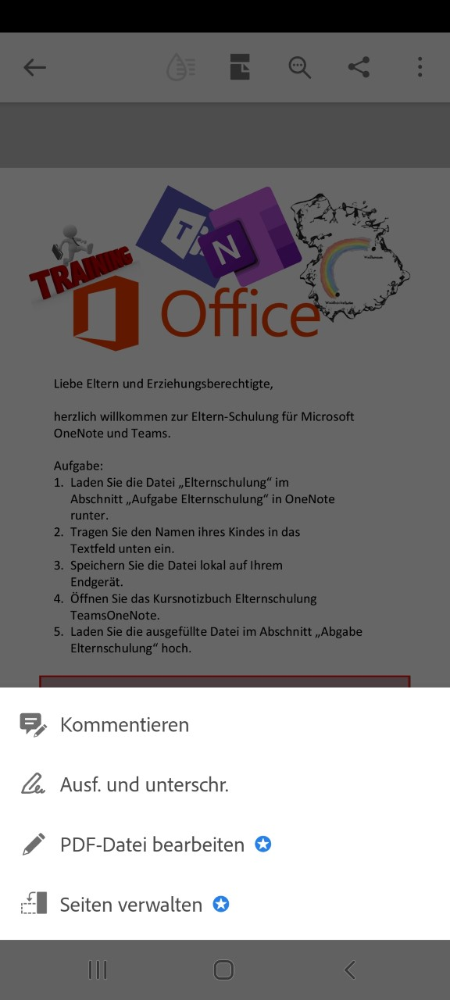 TRAINING
T
N
Office
Liebe Eltern und Erziehungsberechtigte,
herzlich willkommen zur Eltern-Schulung für Microsoft
OneNote und Teams.
Aufgabe:
1. Laden Sie die Datei „Elternschulung“ im
Abschnitt „Aufgabe Elternschulung“ in OneNote
runter.
2. Tragen Sie den Namen ihres Kindes in das
Textfeld unten ein.
3. Speichern Sie die Datei lokal auf Ihrem
Endgerät.
4. Öffnen Sie das Kursnotizbuch Elternschulung
TeamsOneNote.
5. Laden Sie die ausgefüllte Datei im Abschnitt „Abgabe
Elternschulung“ hoch.
Kommentieren
Ausf. und unterschr.
PDF-Datei bearbeiten
Seiten verwalten